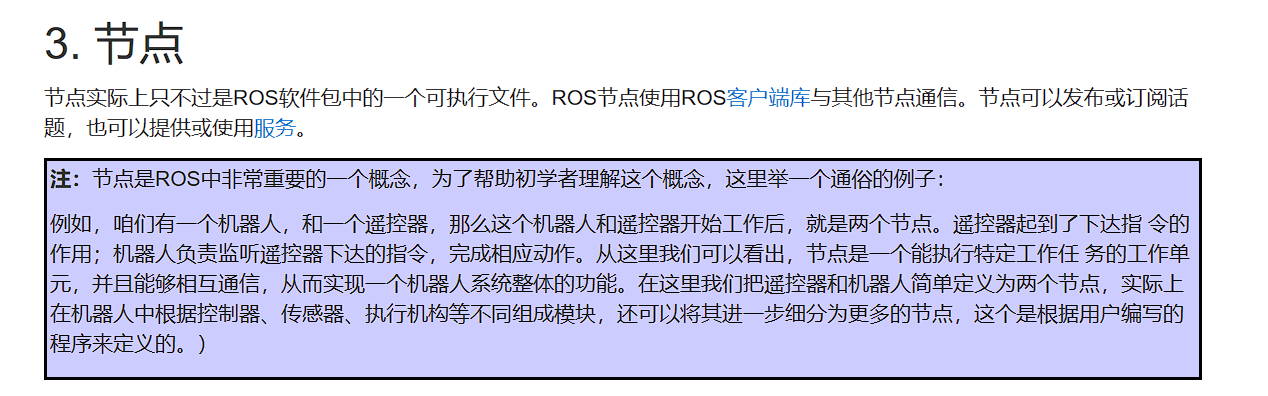 3. 节点
节点实际上只不过是ROS软件包中的一个可执行文件。ROS节点使用ROS客户端库与其他节点通信。节点可以发布或订阅话
题，也可以提供或使用服务。
注：节点是ROS中非常重要的一个概念，为了帮助初学者理解这个概念，这里举一个通俗的例子：
例如，咱们有一个机器人，和一个遥控器，那么这个机器人和遥控器开始工作后，就是两个节点。遥控器起到了下达指 令的
作用；机器人负责监听遥控器下达的指令，完成相应动作。从这里我们可以看出，节点是一个能执行特定工作任 务的工作单
元，并且能够相互通信，从而实现一个机器人系统整体的功能。在这里我们把遥控器和机器人简单定义为两个节点，实际上
在机器人中根据控制器、传感器、执行机构等不同组成模块，还可以将其进一步细分为更多的节点，这个是根据用户编写的
程序来定义的。）